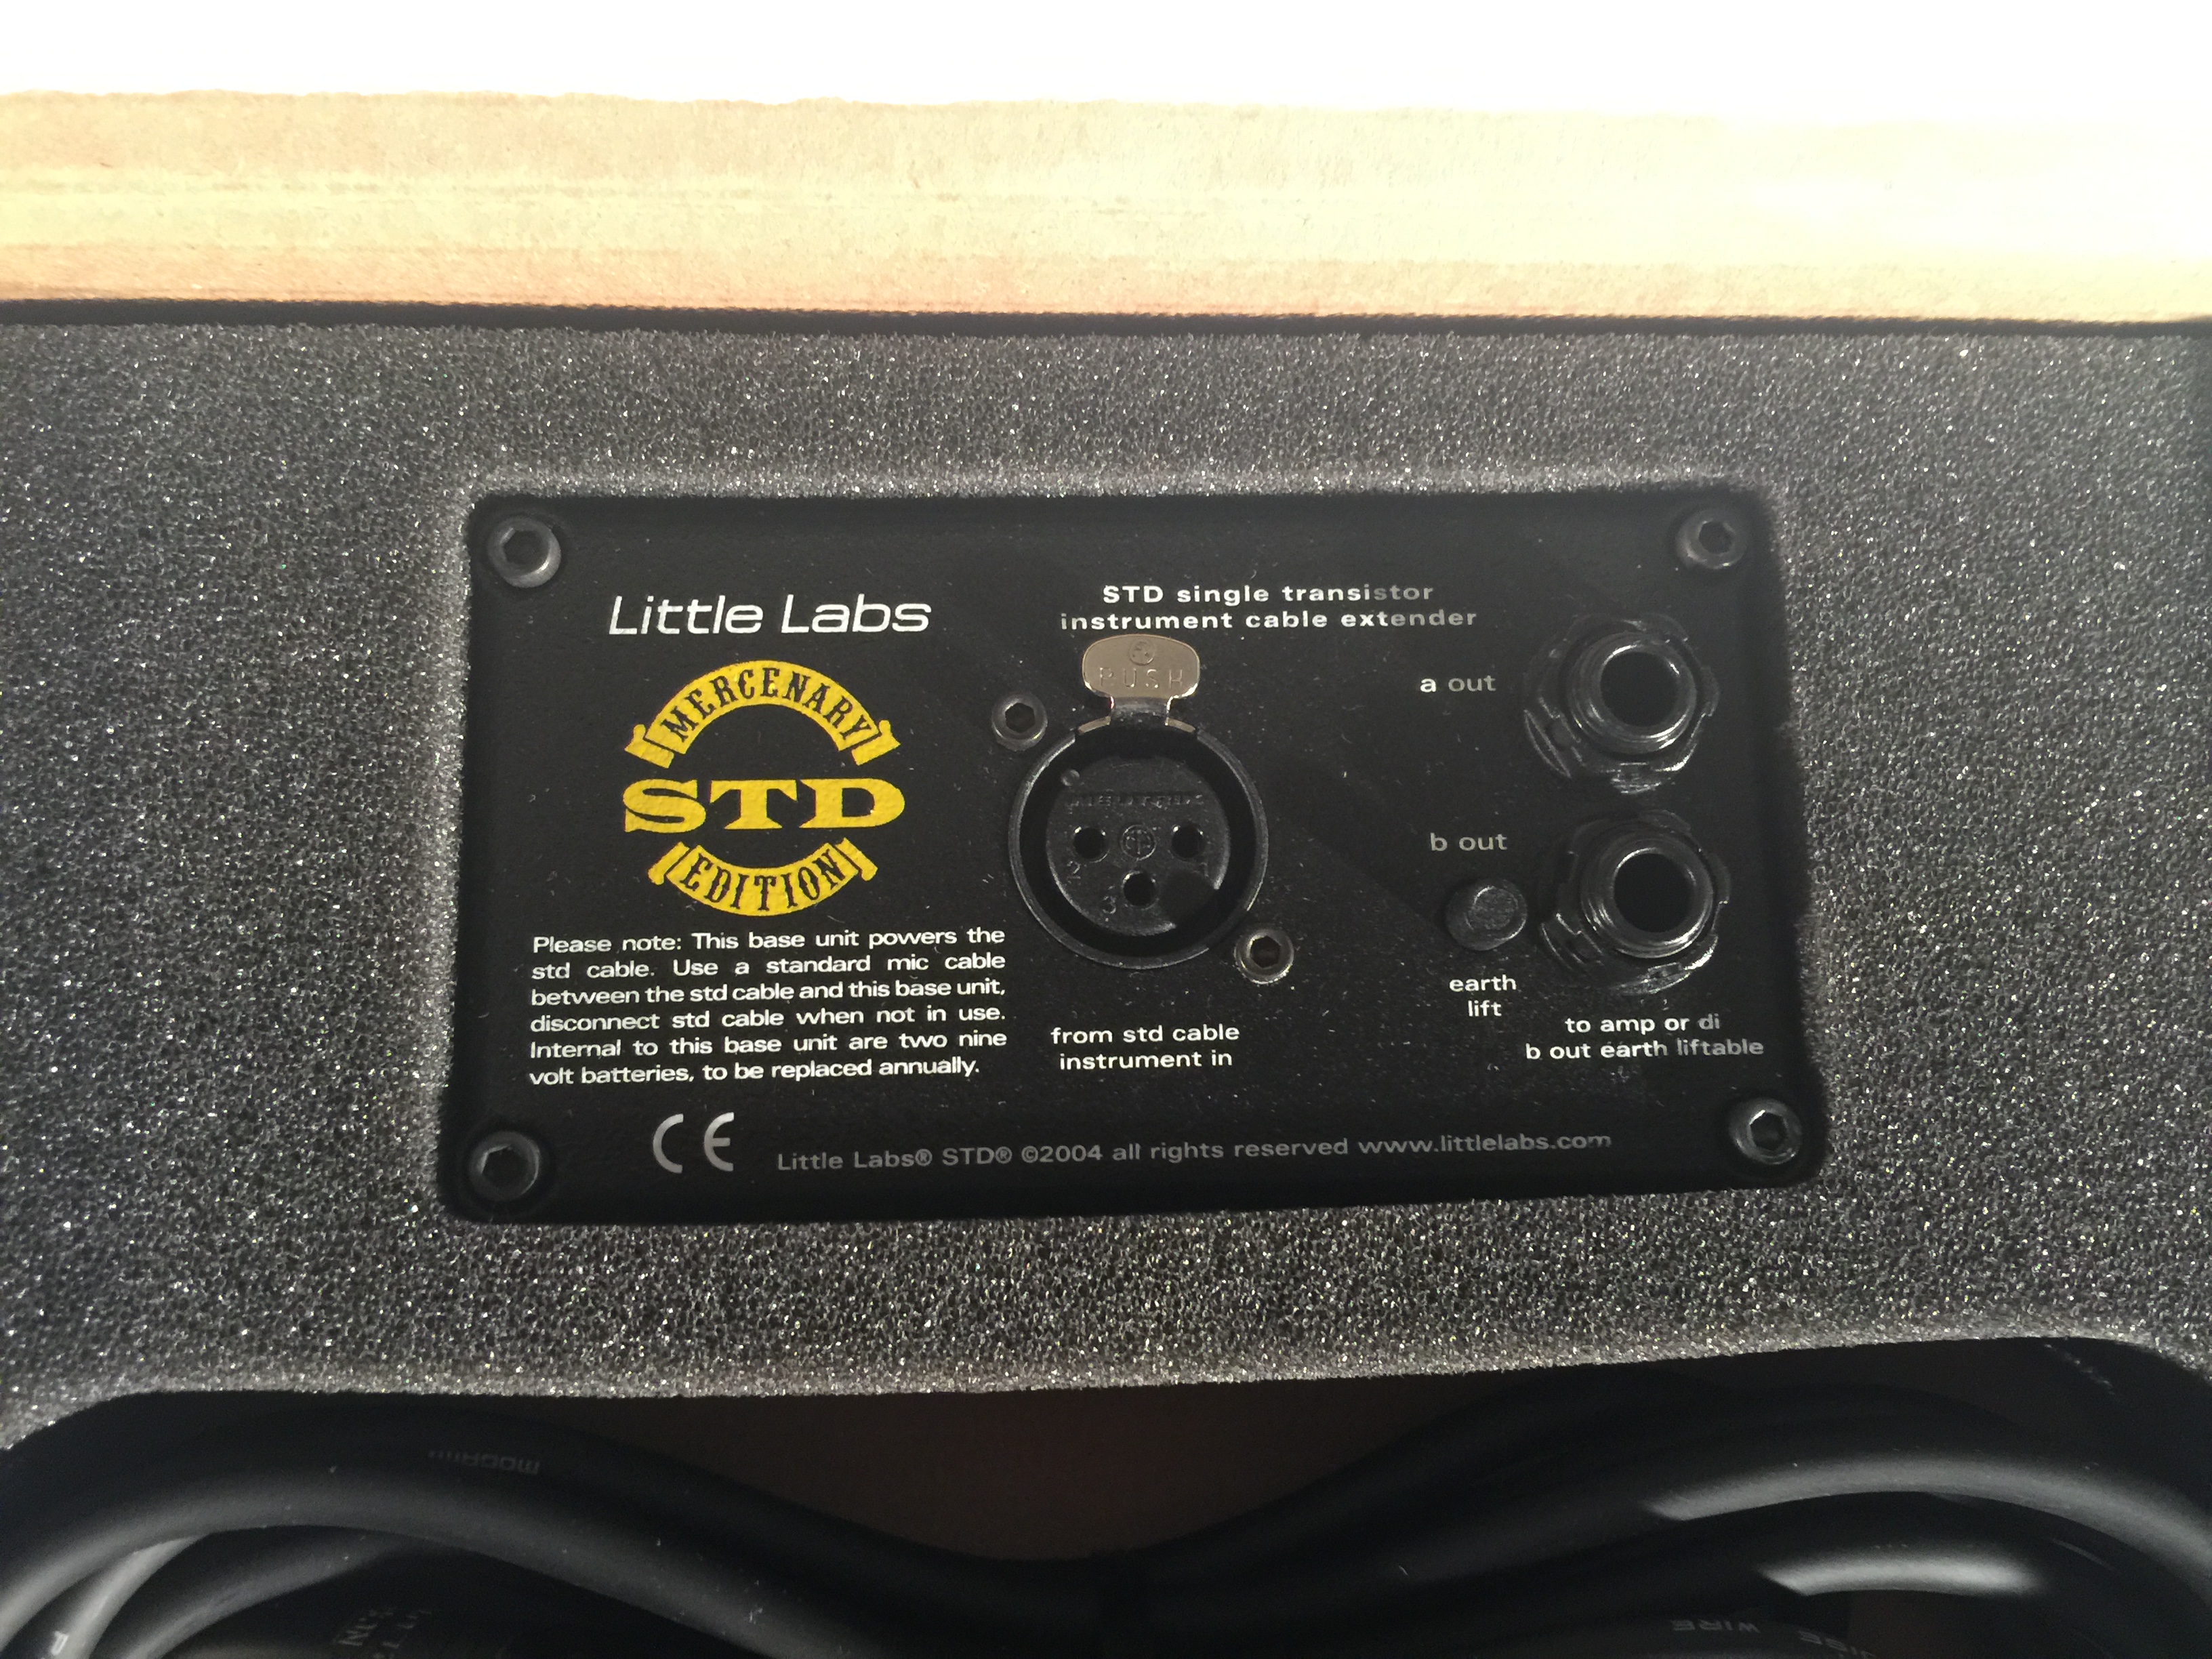 Little Labs
MERCENARY
STD
EDITION
Please note: This base unit powers the
std cable. Use a standard mic cable
between the std cable and this base unit,
disconnect std cable when not in use.
Internal to this base unit are two nine
volt batteries, to be replaced annually.
STD single transistor
instrument cable extender
PUSH
2
3
from std cable
instrument in
a out
b out
earth
lift
to amp or di
b out earth liftable
CE Little Labs® STD® ©2004 all rights reserved www.littlelabs.com
WIRE